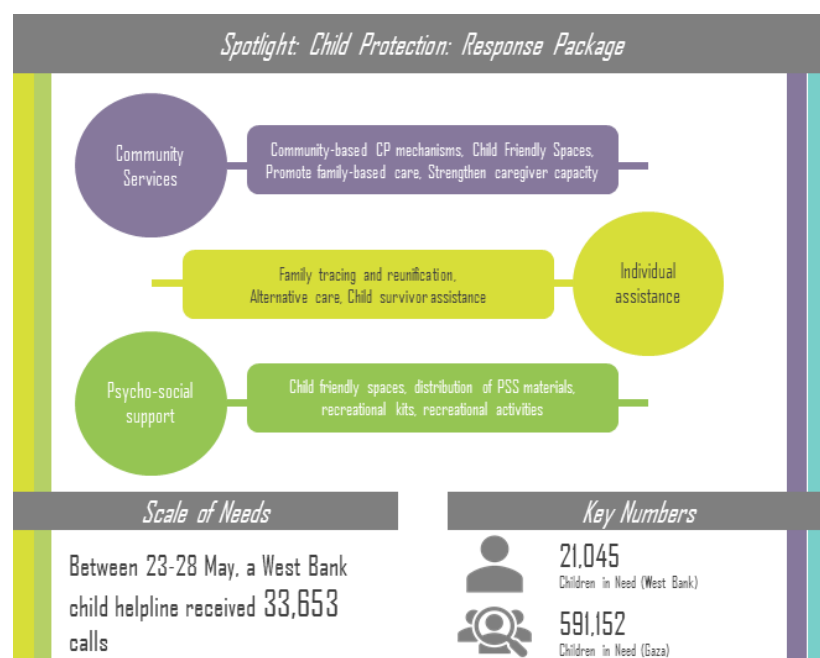 Spotlight: Child Protection: Response Package
Community
Services
Community-based CP mechanisms, Child Friendly Spaces,
Promote family-based care, Strengthen caregiver capacity
Family tracing and reunification,
Alternative care, Child survivor assistance
Individual
assistance
Psycho-social
support
Child friendly spaces, distribution of PSS materials,
recreational kits, recreational activities
Scale of Needs
Between 23-28 May, a West Bank
child helpline received 33,653
calls
Key Numbers
21,045
Children in Need (West Bank)
591,152
Children in Need (Gaza)